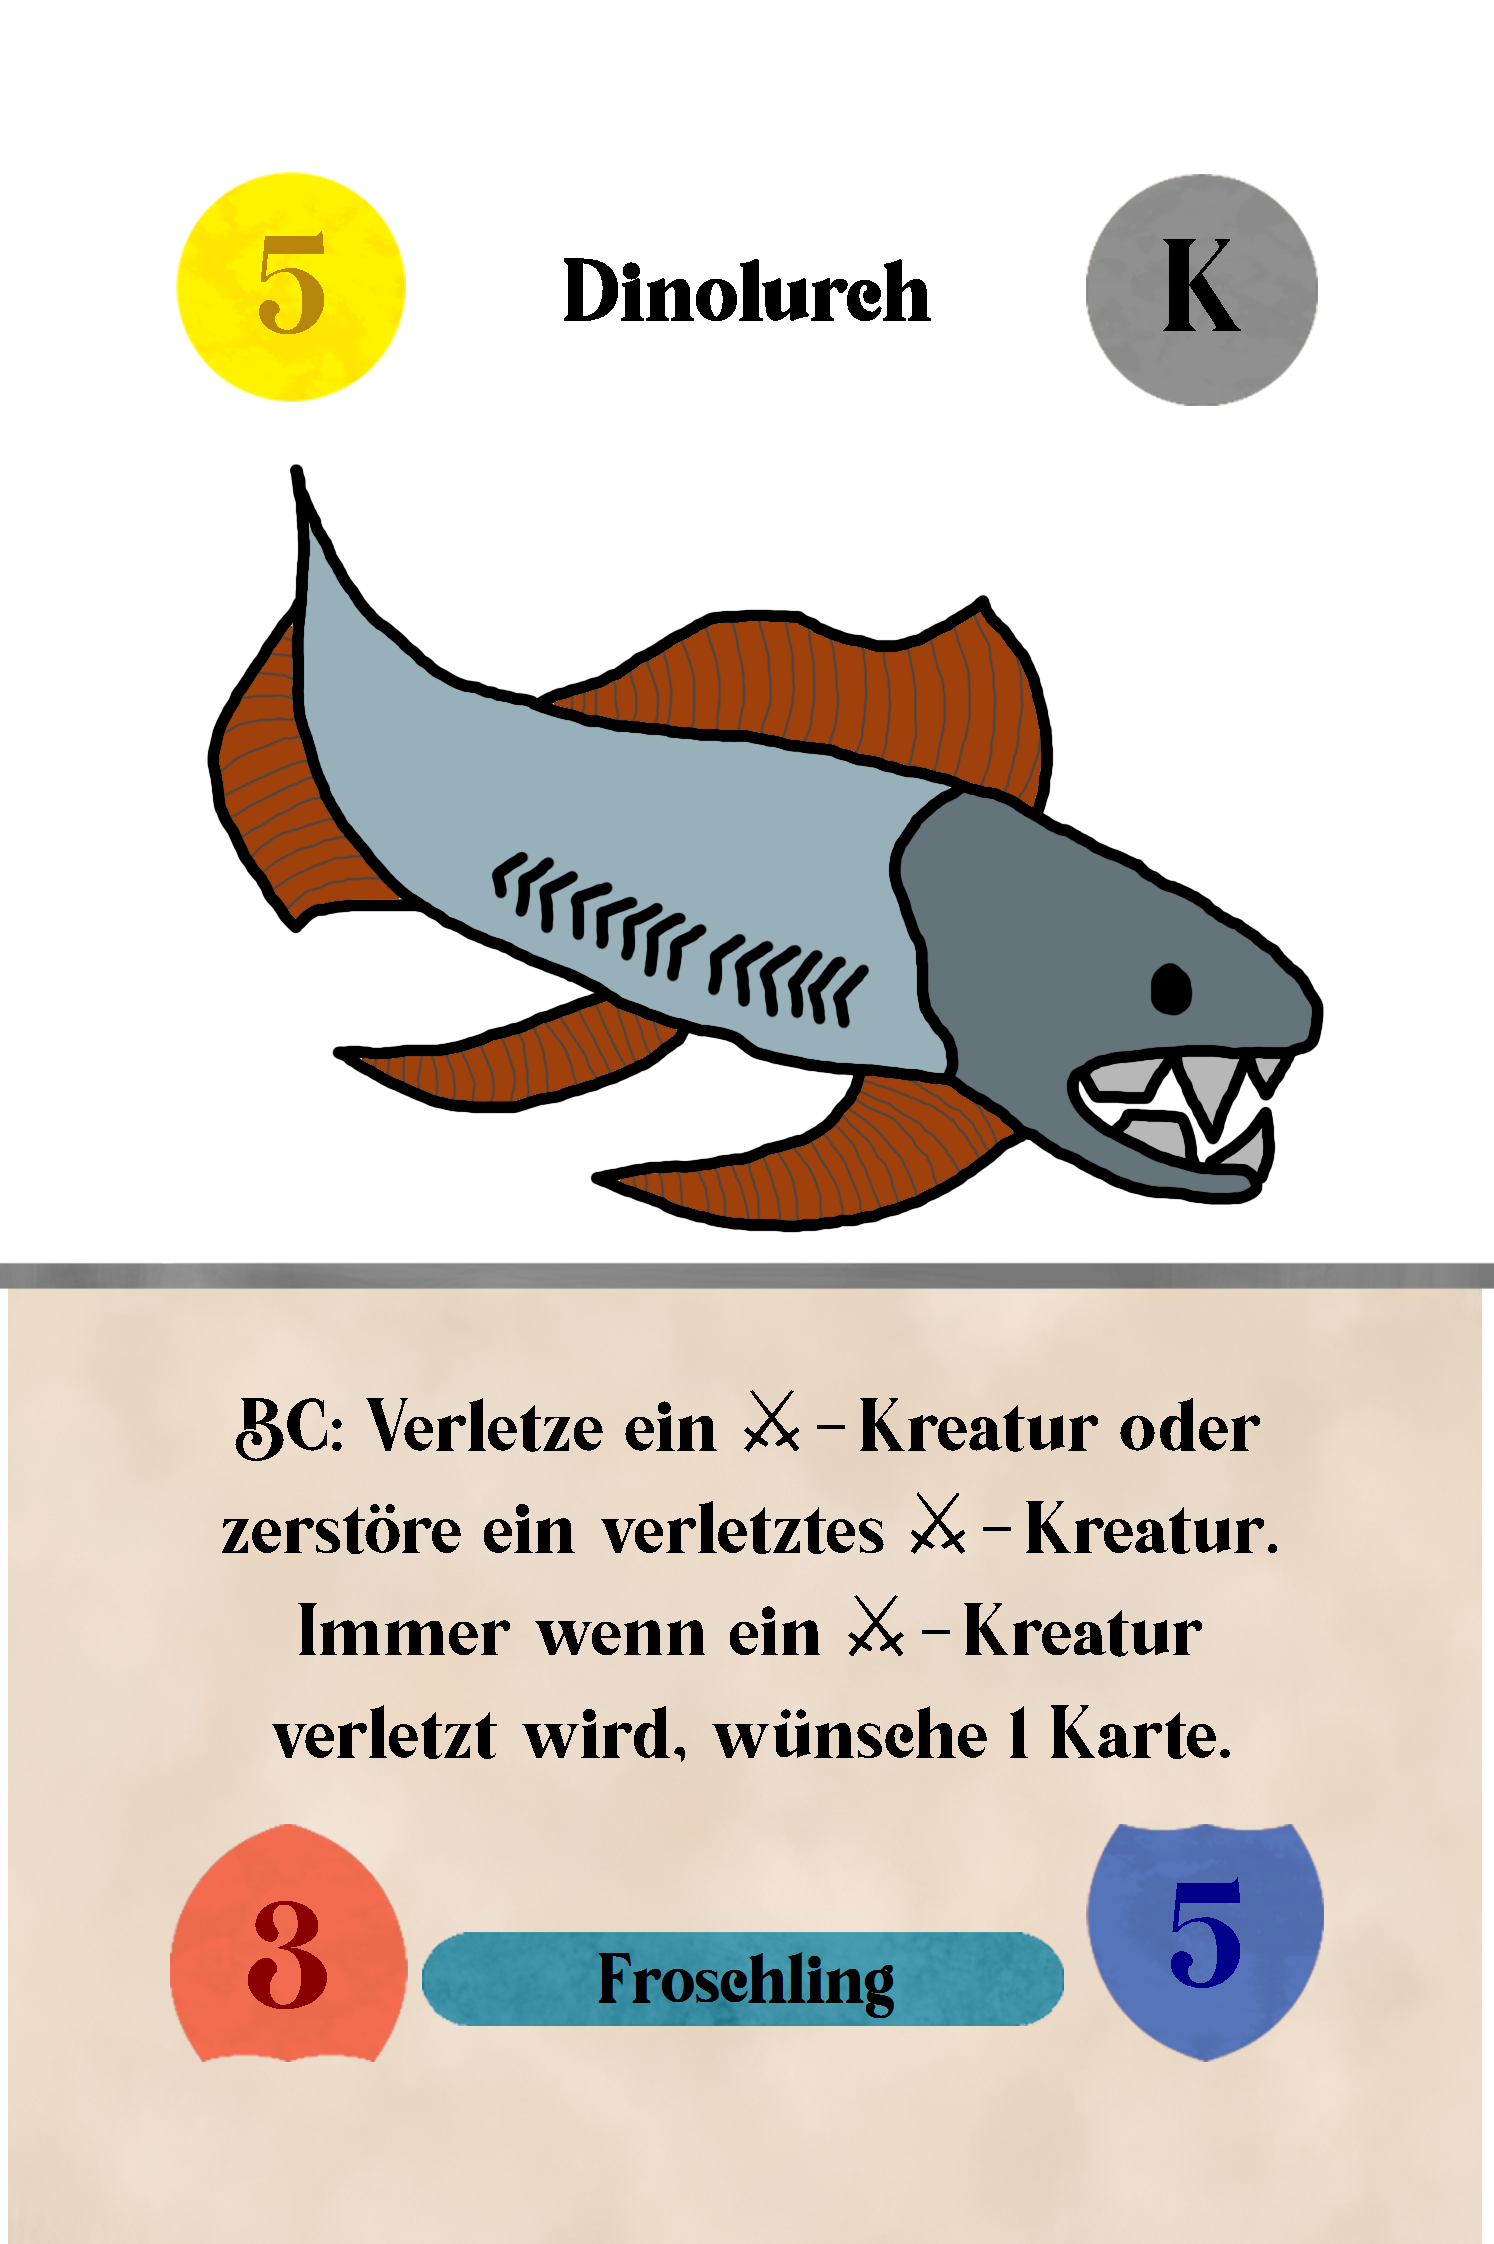 5 Dinolurch K
BC: Verletze ein ⚔-Kreatur oder
zerstöre ein verletztes ⚔-Kreatur.
Immer wenn ein ⚔-Kreatur
verletzt wird, wünsche 1 Karte.
3 Froschling 5